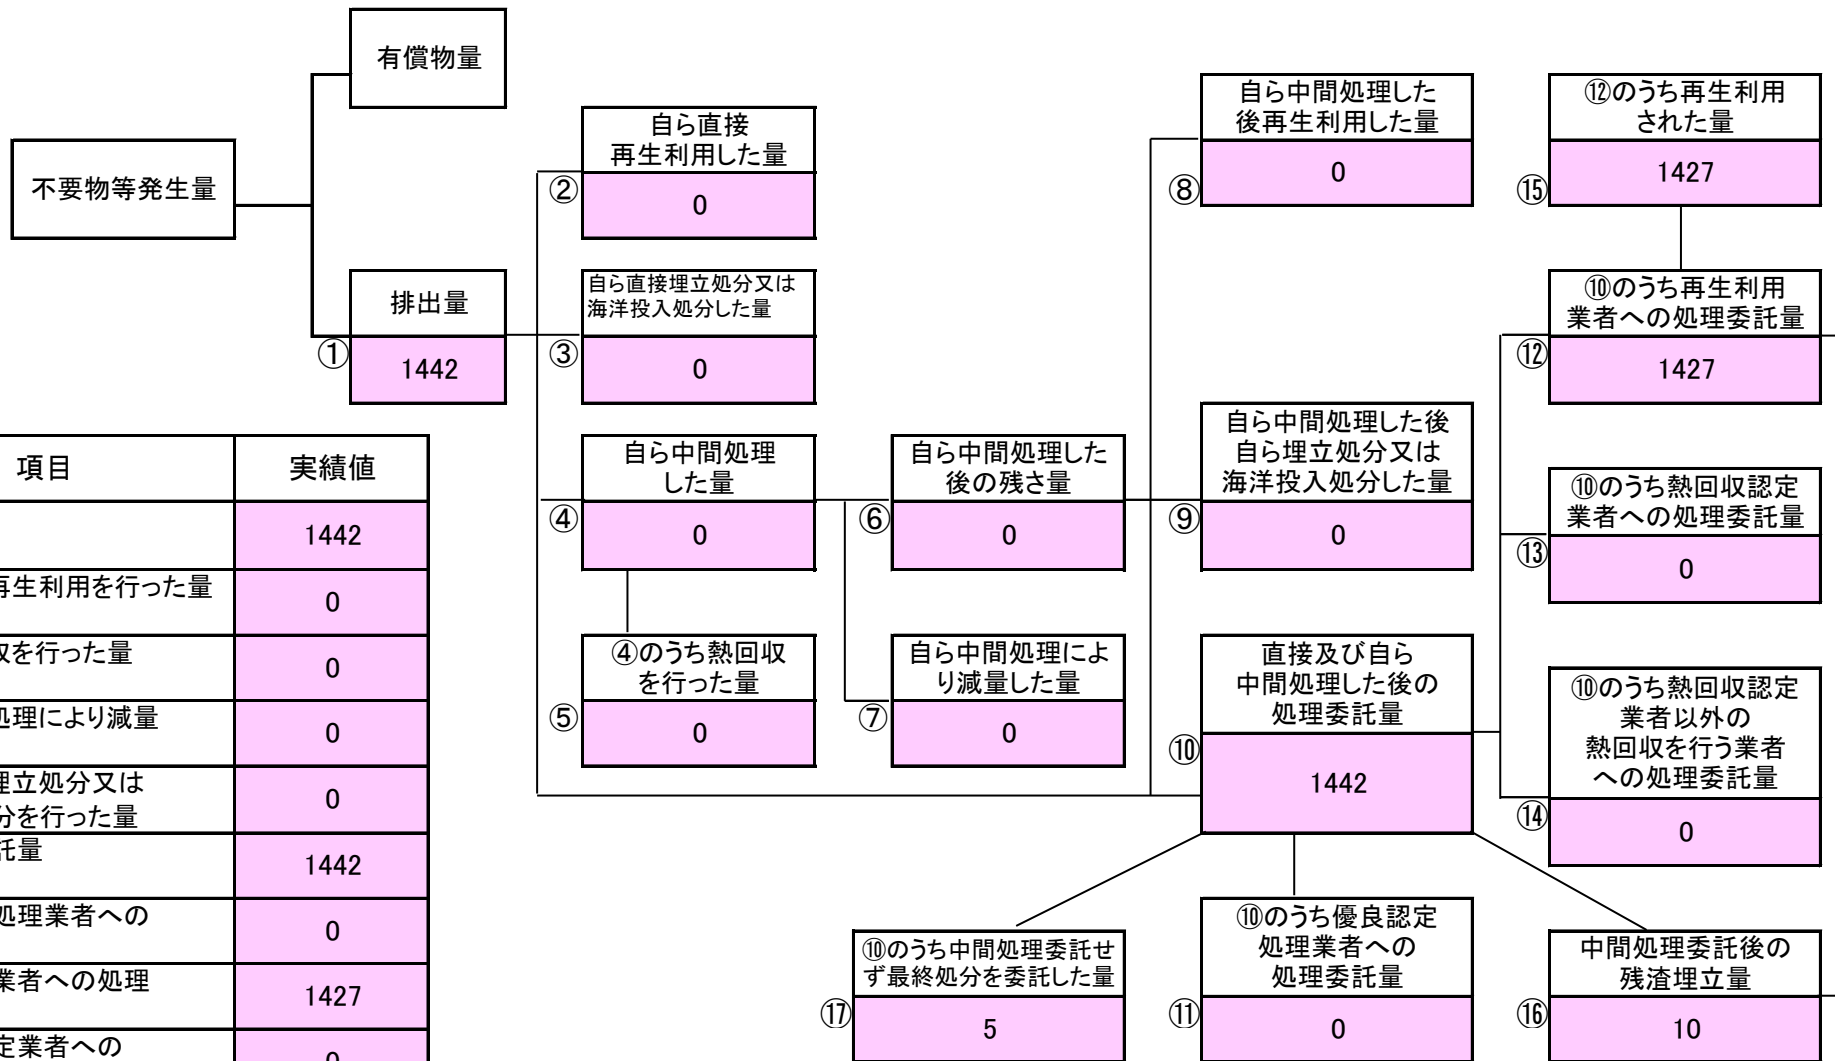 有償物量
不要物等発生量
排出量
①
1442
自ら直接
再生利用した量
②
0
自ら直接埋立処分又は
海洋投入処分した量
③
0
自ら中間処理
した量
④
0
④のうち熱回収
を行った量
⑤
0
自ら中間処理した
後の残さ量
⑥
0
自ら中間処理によ
り減量した量
⑦
0
自ら中間処理した
後再生利用した量
⑧
0
自ら中間処理した後
自ら埋立処分又は
海洋投入処分した量
⑨
0
直接及び自ら
中間処理した後の
処理委託量
⑩
1442
⑫のうち再生利用
された量
⑮
1427
⑩のうち再生利用
業者への処理委託量
⑫
1427
⑩のうち熱回収認定
業者への処理委託量
⑬
0
⑩のうち熱回収認定
業者以外の
熱回収を行う業者
への処理委託量
⑭
0
⑩のうち中間処理委託せ
ず最終処分を委託した量
⑰
5
⑩のうち優良認定
処理業者への
処理委託量
⑪
0
中間処理委託後の
残渣埋立量
⑯
10
項目 実績値
1442
再生利用を行った量 0
収を行った量 0
処理により減量 0
埋立処分又は
分を行った量 0
託量 1442
処理業者への 0
業者への処理 1427
定業者への 0